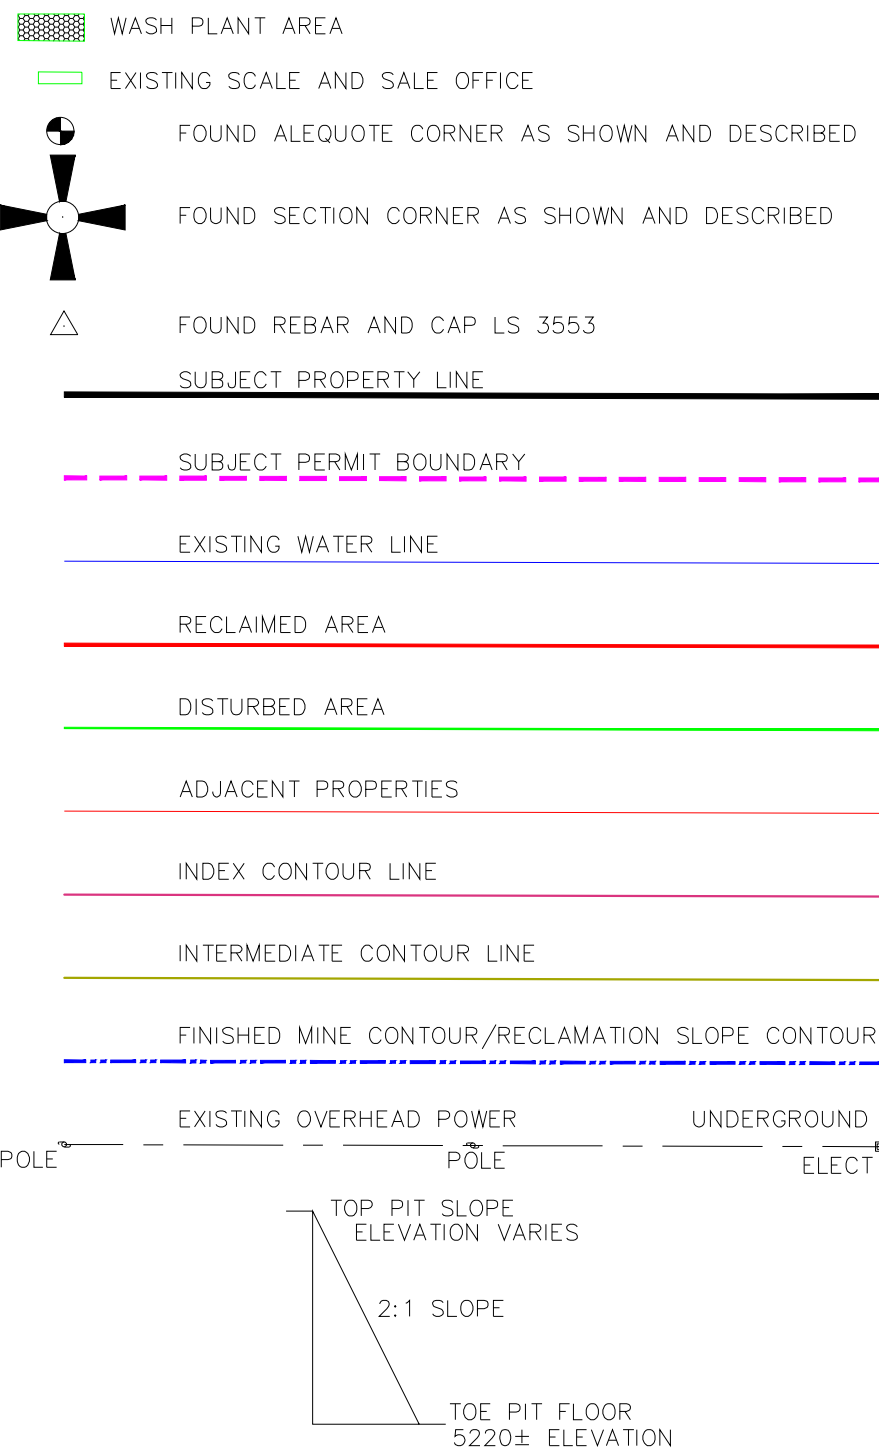 WASH PLANT AREA
EXISTING SCALE AND SALE OFFICE
FOUND ALEQUOTE CORNER AS SHOWN AND DESCRIBED
FOUND SECTION CORNER AS SHOWN AND DESCRIBED
FOUND REBAR AND CAP LS 3553
SUBJECT PROPERTY LINE
SUBJECT PERMIT BOUNDARY
EXISTING WATER LINE
RECLAIMED AREA
DISTURBED AREA
ADJACENT PROPERTIES
INDEX CONTOUR LINE
INTERMEDIATE CONTOUR LINE
FINISHED MINE CONTOUR/RECLAMATION SLOPE CONTOUR
EXISTING OVERHEAD POWER UNDERGROUND
POLE POLE ELECT
TOP PIT SLOPE
ELEVATION VARIES
2:1 SLOPE
TOE PIT FLOOR
5220± ELEVATION